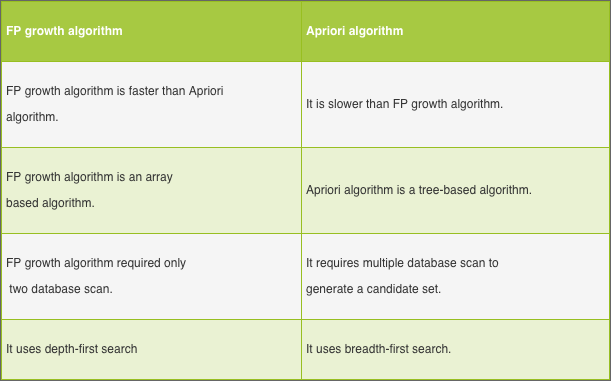 FP growth algorithm
Apriori algorithm
FP growth algorithm is faster than Apriori
algorithm.
It is slower than FP growth algorithm.
FP growth algorithm is an array
based algorithm.
Apriori algorithm is a tree-based algorithm.
FP growth algorithm required only
two database scan.
It requires multiple database scan to
generate a candidate set.
It uses depth-first search
It uses breadth-first search.